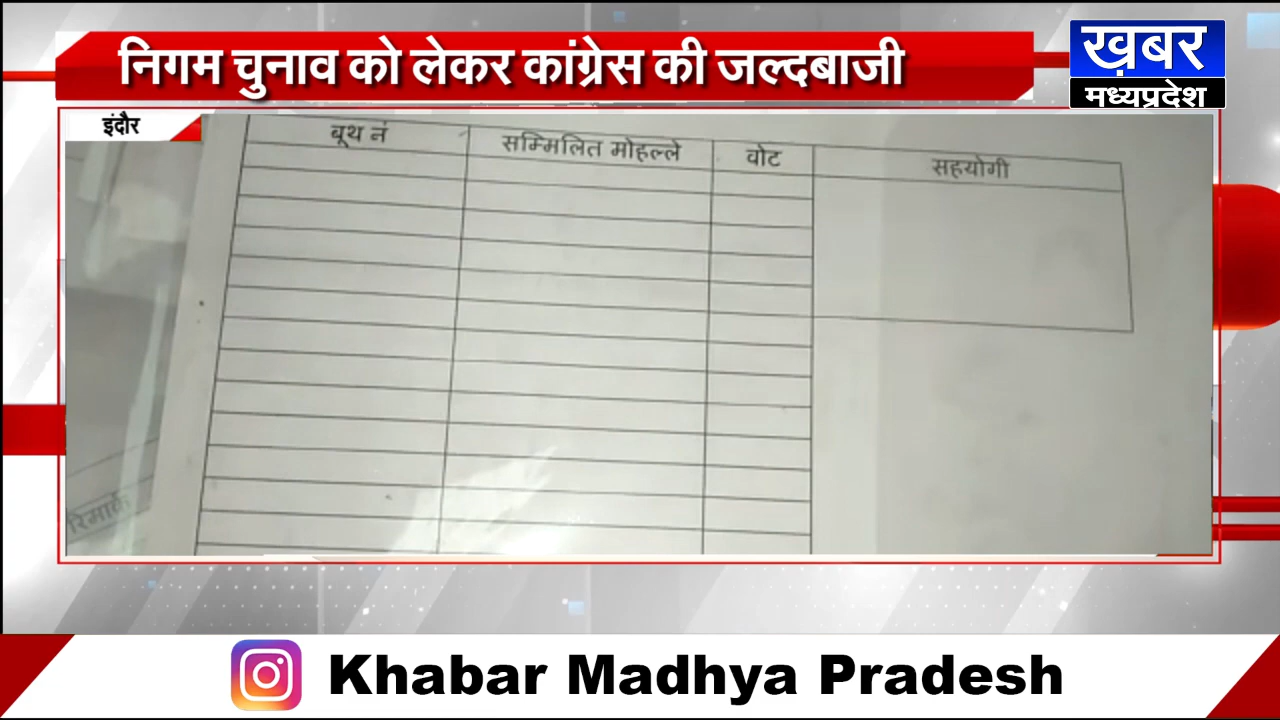 निगम चुनाव को लेकर कांग्रेस की जल्दबाजी
ख़बर
मध्यप्रदेश
इंदौर
बूथ नं
सम्मिलित मोहल्ले
वोट
सहयोगी
रिमार्क
Khabar Madhya Pradesh